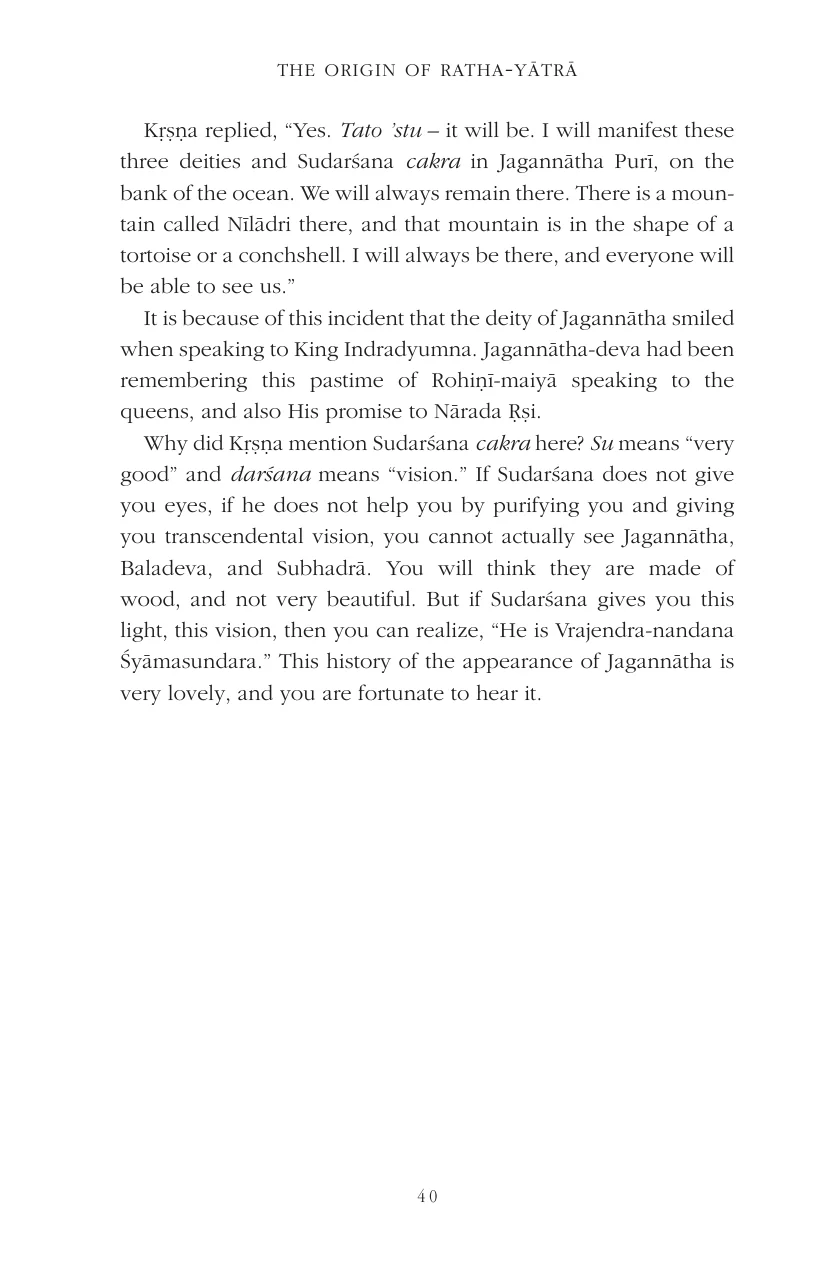 THE ORIGIN OF RATHA-YĀTRĀ
Kṛṣṇa replied, “Yes. Tato ’stu – it will be. I will manifest these
three deities and Sudarśana cakra in Jagannātha Purī, on the
bank of the ocean. We will always remain there. There is a moun-
tain called Nīlādri there, and that mountain is in the shape of a
tortoise or a conchshell. I will always be there, and everyone will
be able to see us.”
It is because of this incident that the deity of Jagannātha smiled
when speaking to King Indradyumna. Jagannātha-deva had been
remembering this pastime of Rohiṇī-maiyā speaking to the
queens, and also His promise to Nārada Ṛṣi.
Why did Kṛṣṇa mention Sudarśana cakra here? Su means “very
good” and darśana means “vision.” If Sudarśana does not give
you eyes, if he does not help you by purifying you and giving
you transcendental vision, you cannot actually see Jagannātha,
Baladeva, and Subhadrā. You will think they are made of
wood, and not very beautiful. But if Sudarśana gives you this
light, this vision, then you can realize, “He is Vrajendra-nandana
Śyāmasundara.” This history of the appearance of Jagannātha is
very lovely, and you are fortunate to hear it.
40